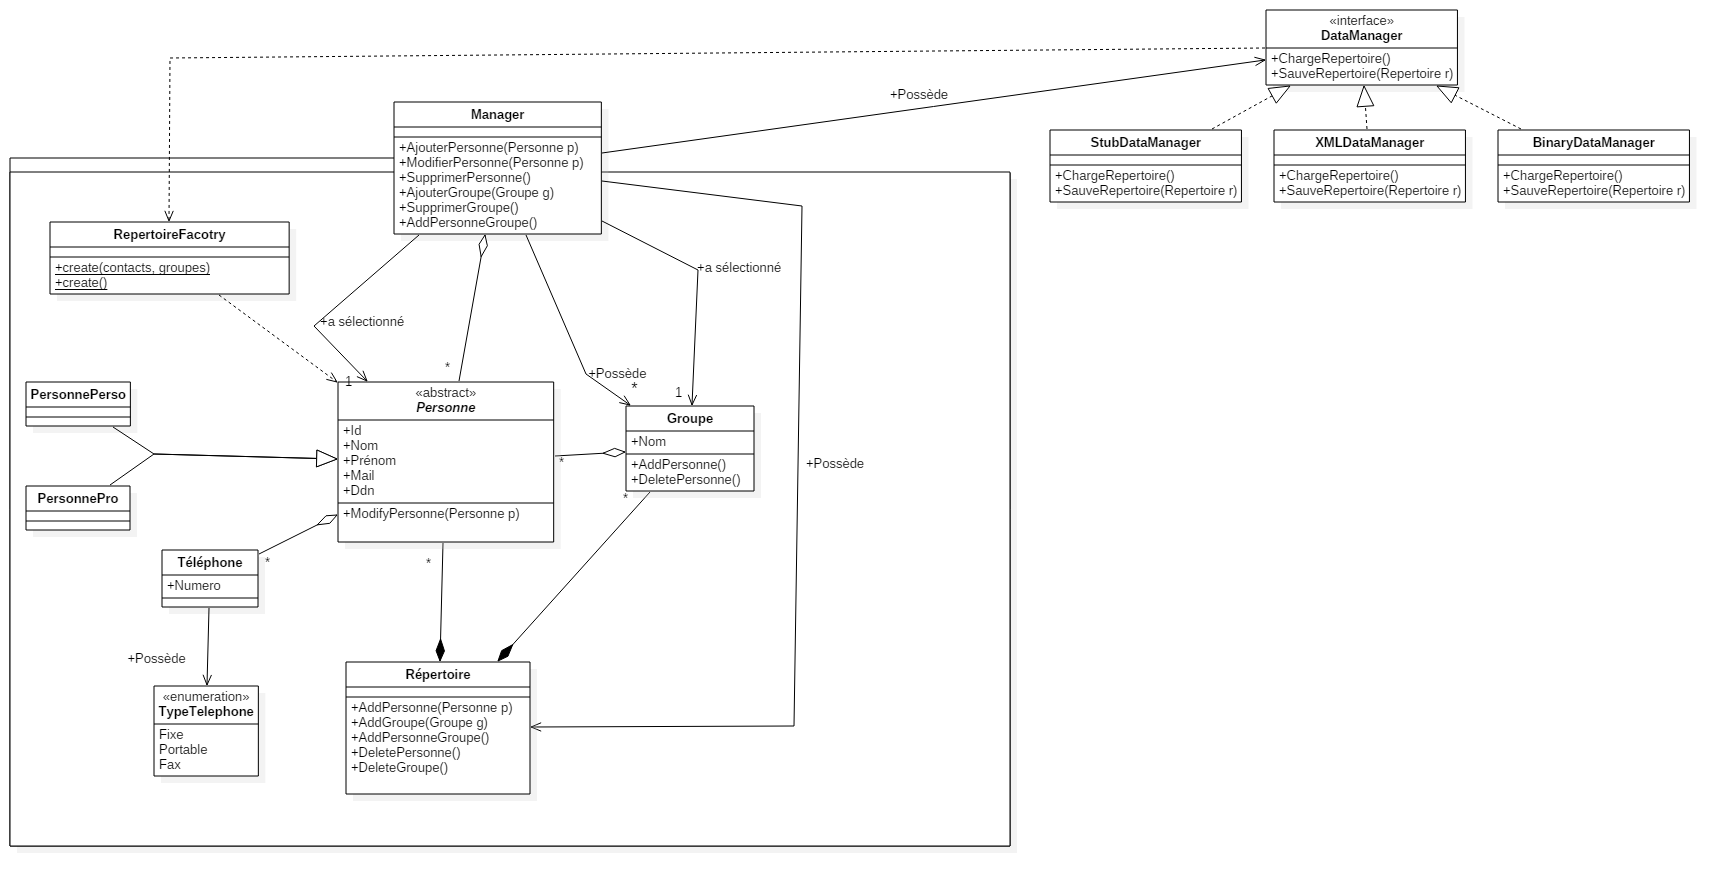 «interface»
DataManager
+ChargeRepertoire()
+SauveRepertoire(Repertoire r)
+Possède
Manager
+AjouterPersonne(Personne p)
+ModifierPersonne(Personne p)
+SupprimerPersonne()
+AjouterGroupe(Groupe g)
+SupprimerGroupe()
+AddPersonneGroupe()
StubDataManager
+ChargeRepertoire()
+SauveRepertoire(Repertoire r)
XMLDataManager
+ChargeRepertoire()
+SauveRepertoire(Repertoire r)
BinaryDataManager
+ChargeRepertoire()
+SauveRepertoire(Repertoire r)
RepertoireFacotry
+create(contacts, groupes)
+create()
+a sélectionné
+a sélectionné
*
+Possède
*
1
1
PersonnePerso
«abstract»
Personne
+Id
+Nom
+Prénom
+Mail
+Ddn
+ModifyPersonne(Personne p)
Groupe
+Nom
+AddPersonne()
+DeletePersonne()
*
*
+Possède
PersonnePro
Téléphone
+Numero
*
*
+Possède
«enumeration»
TypeTelephone
Fixe
Portable
Fax
Répertoire
+AddPersonne(Personne p)
+AddGroupe(Groupe g)
+AddPersonneGroupe()
+DeletePersonne()
+DeleteGroupe()